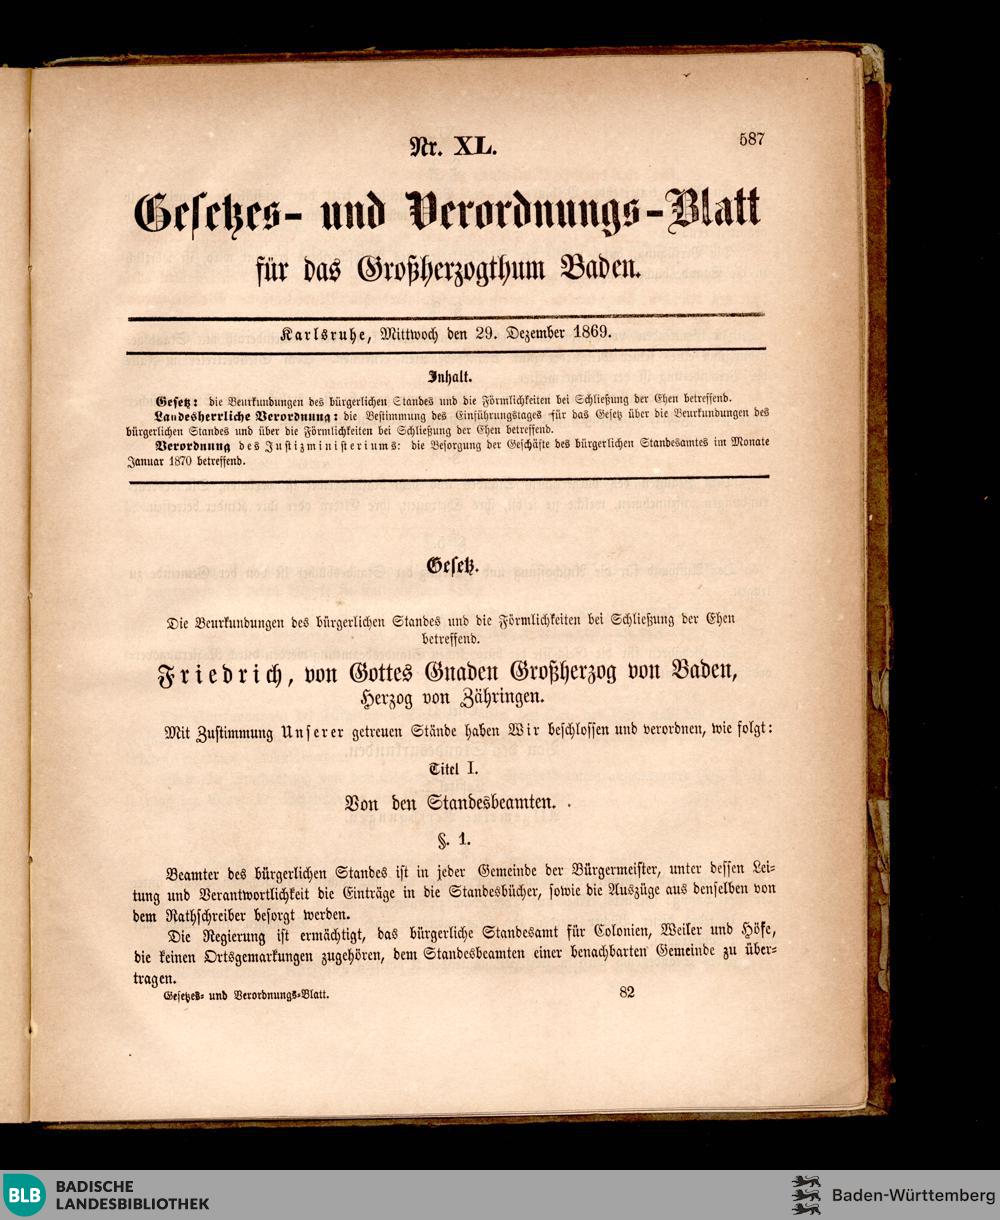 587
Nr. XL.
Gesetzes- und Verordnungs-Blatt
für das Großherzogthum Baden.
Karlsruhe, Mittwoch den 29. Dezember 1869.
Inhalt.
Gesetz: die Beurkundungen des bürgerlichen Standes und die Förmlichkeiten bei Schließung der Ehen betreffend.
Landesherrliche Verordnung: die Bestimmung des Einführungstages für das Gesetz über die Beurkundungen des
bürgerlichen Standes und über die Förmlichkeiten bei Schließung der Ehen betreffend.
Verordnung des Justizministeriums: die Besorgung der Geschäfte des bürgerlichen Standesamtes im Monate
Januar 1870 betreffend.
Gesetz.
Die Beurkundungen des bürgerlichen Standes und die Förmlichkeiten bei Schließung der Ehen
betreffend.
Friedrich, von Gottes Gnaden Großherzog von Baden,
Herzog von Zähringen.
Mit Zustimmung Unserer getreuen Stände haben Wir beschlossen und verordnen, wie folgt:
Titel I.
Von den Standesbeamten.
§. 1.
Beamter des bürgerlichen Standes ist in jeder Gemeinde der Bürgermeister, unter dessen Lei-
tung und Verantwortlichkeit die Einträge in die Standesbücher, sowie die Auszüge aus denselben von
dem Rathschreiber besorgt werden.
Die Regierung ist ermächtigt, das bürgerliche Standesamt für Colonien, Weiler und Höfe,
die keinen Ortsgemarkungen zugehören, dem Standesbeamten einer benachbarten Gemeinde zu über-
tragen.
Gesetzes- und Verordnungs-Blatt. 82
BLB BADISCHE
LANDESBIBLIOTHEK
Baden-Württemberg